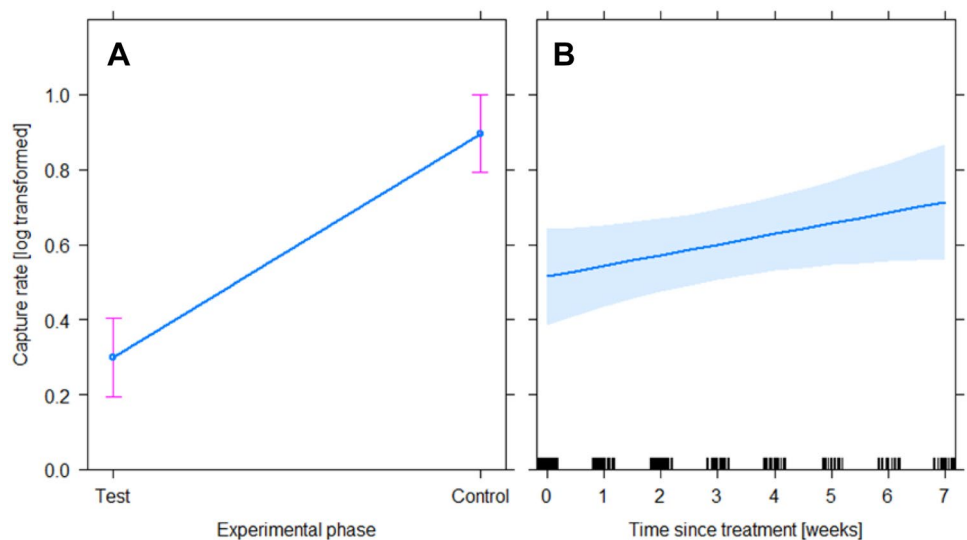 A
B
Capture rate [log transformed]
1.0
0.8
0.6
0.4
0.2
0.0
Test Control
0 1 2 3 4 5 6 7
Experimental phase
Time since treatment [weeks]